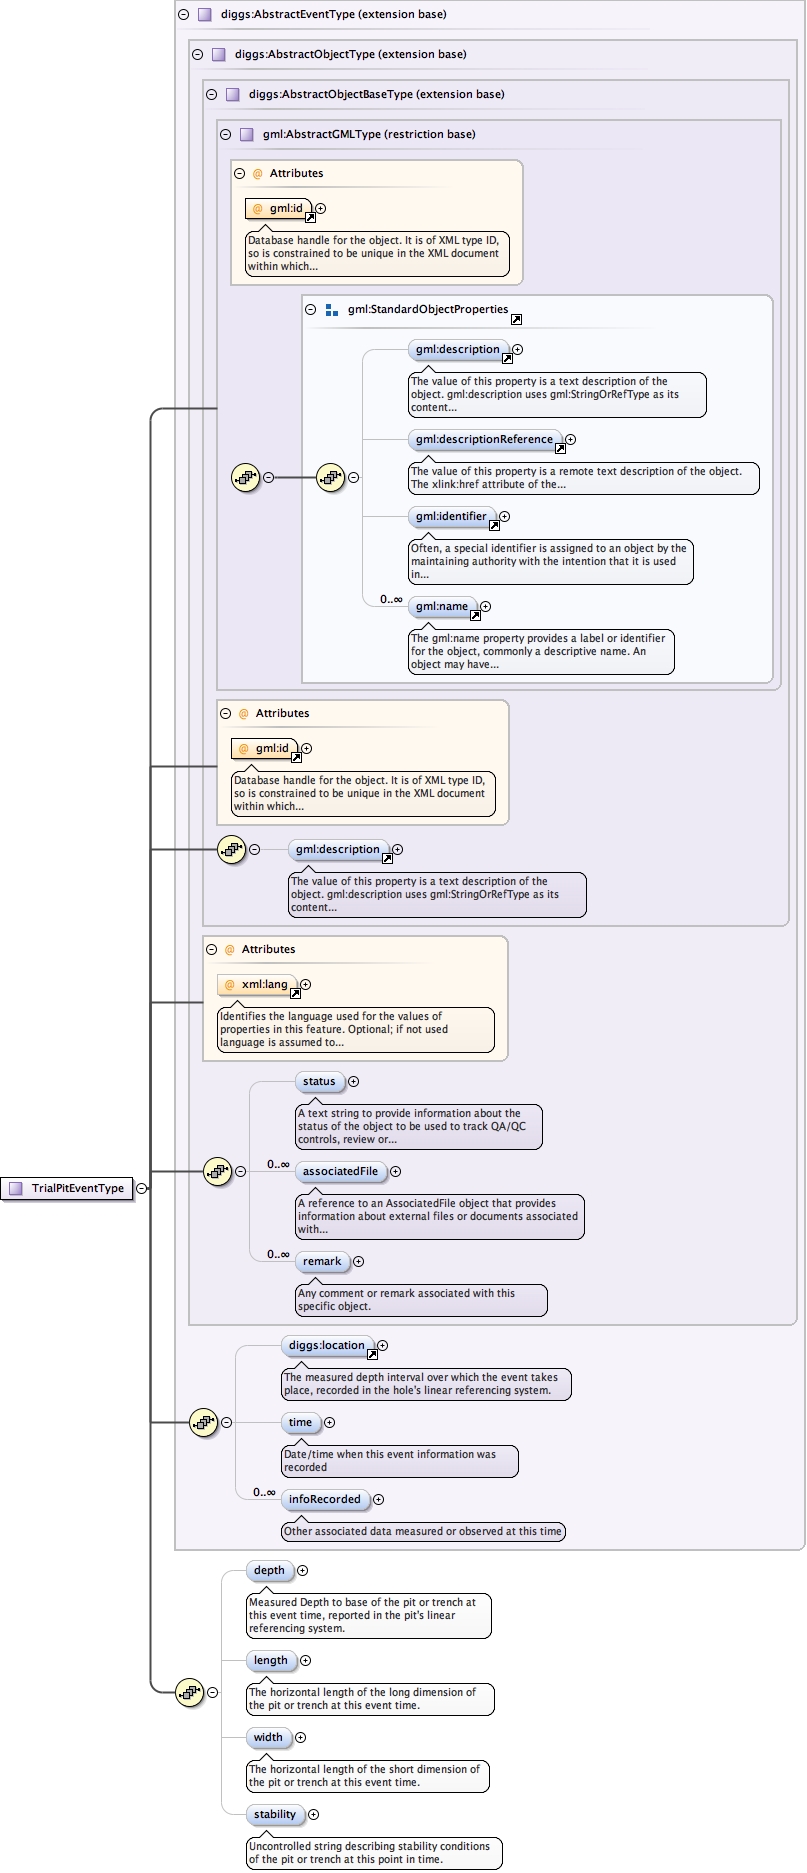 diggs:AbstractEventType (extension base)
diggs:AbstractObjectType (extension base)
diggs:AbstractObjectBaseType (extension base)
gml:AbstractGMLType (restriction base)
@ Attributes
@ gml:id
Database handle for the object. It is of XML type ID,
so is constrained to be unique in the XML document
within which...
gml:StandardObjectProperties
gml:description
The value of this property is a text description of the
object. gml:description uses gml:StringOrRefType as its
content...
gml:descriptionReference
The value of this property is a remote text description of the object.
The xlink:href attribute of the...
gml:identifier
Often, a special identifier is assigned to an object by the
maintaining authority with the intention that it is used
in...
0..∞
gml:name
The gml:name property provides a label or identifier
for the object, commonly a descriptive name. An
object may have...
@ Attributes
@ gml:id
Database handle for the object. It is of XML type ID,
so is constrained to be unique in the XML document
within which...
gml:description
The value of this property is a text description of the
object. gml:description uses gml:StringOrRefType as its
content...
@ Attributes
@ xml:lang
Identifies the language used for the values of
properties in this feature. Optional; if not used
language is assumed to...
status
A text string to provide information about the
status of the object to be used to track QA/QC
controls, review or...
0..∞
associatedFile
A reference to an AssociatedFile object that provides
information about external files or documents associated
with...
TrialPitEventType
0..∞
remark
Any comment or remark associated with this
specific object.
diggs:location
The measured depth interval over which the event takes
place, recorded in the hole's linear referencing system.
time
Date/time when this event information was
recorded
0..∞
infoRecorded
Other associated data measured or observed at this time
depth
Measured Depth to base of the pit or trench at
this event time, reported in the pit's linear
referencing system.
length
The horizontal length of the long dimension of
the pit or trench at this event time.
width
The horizontal length of the short dimension of
the pit or trench at this event time.
stability
Uncontrolled string describing stability conditions
of the pit or trench at this point in time.